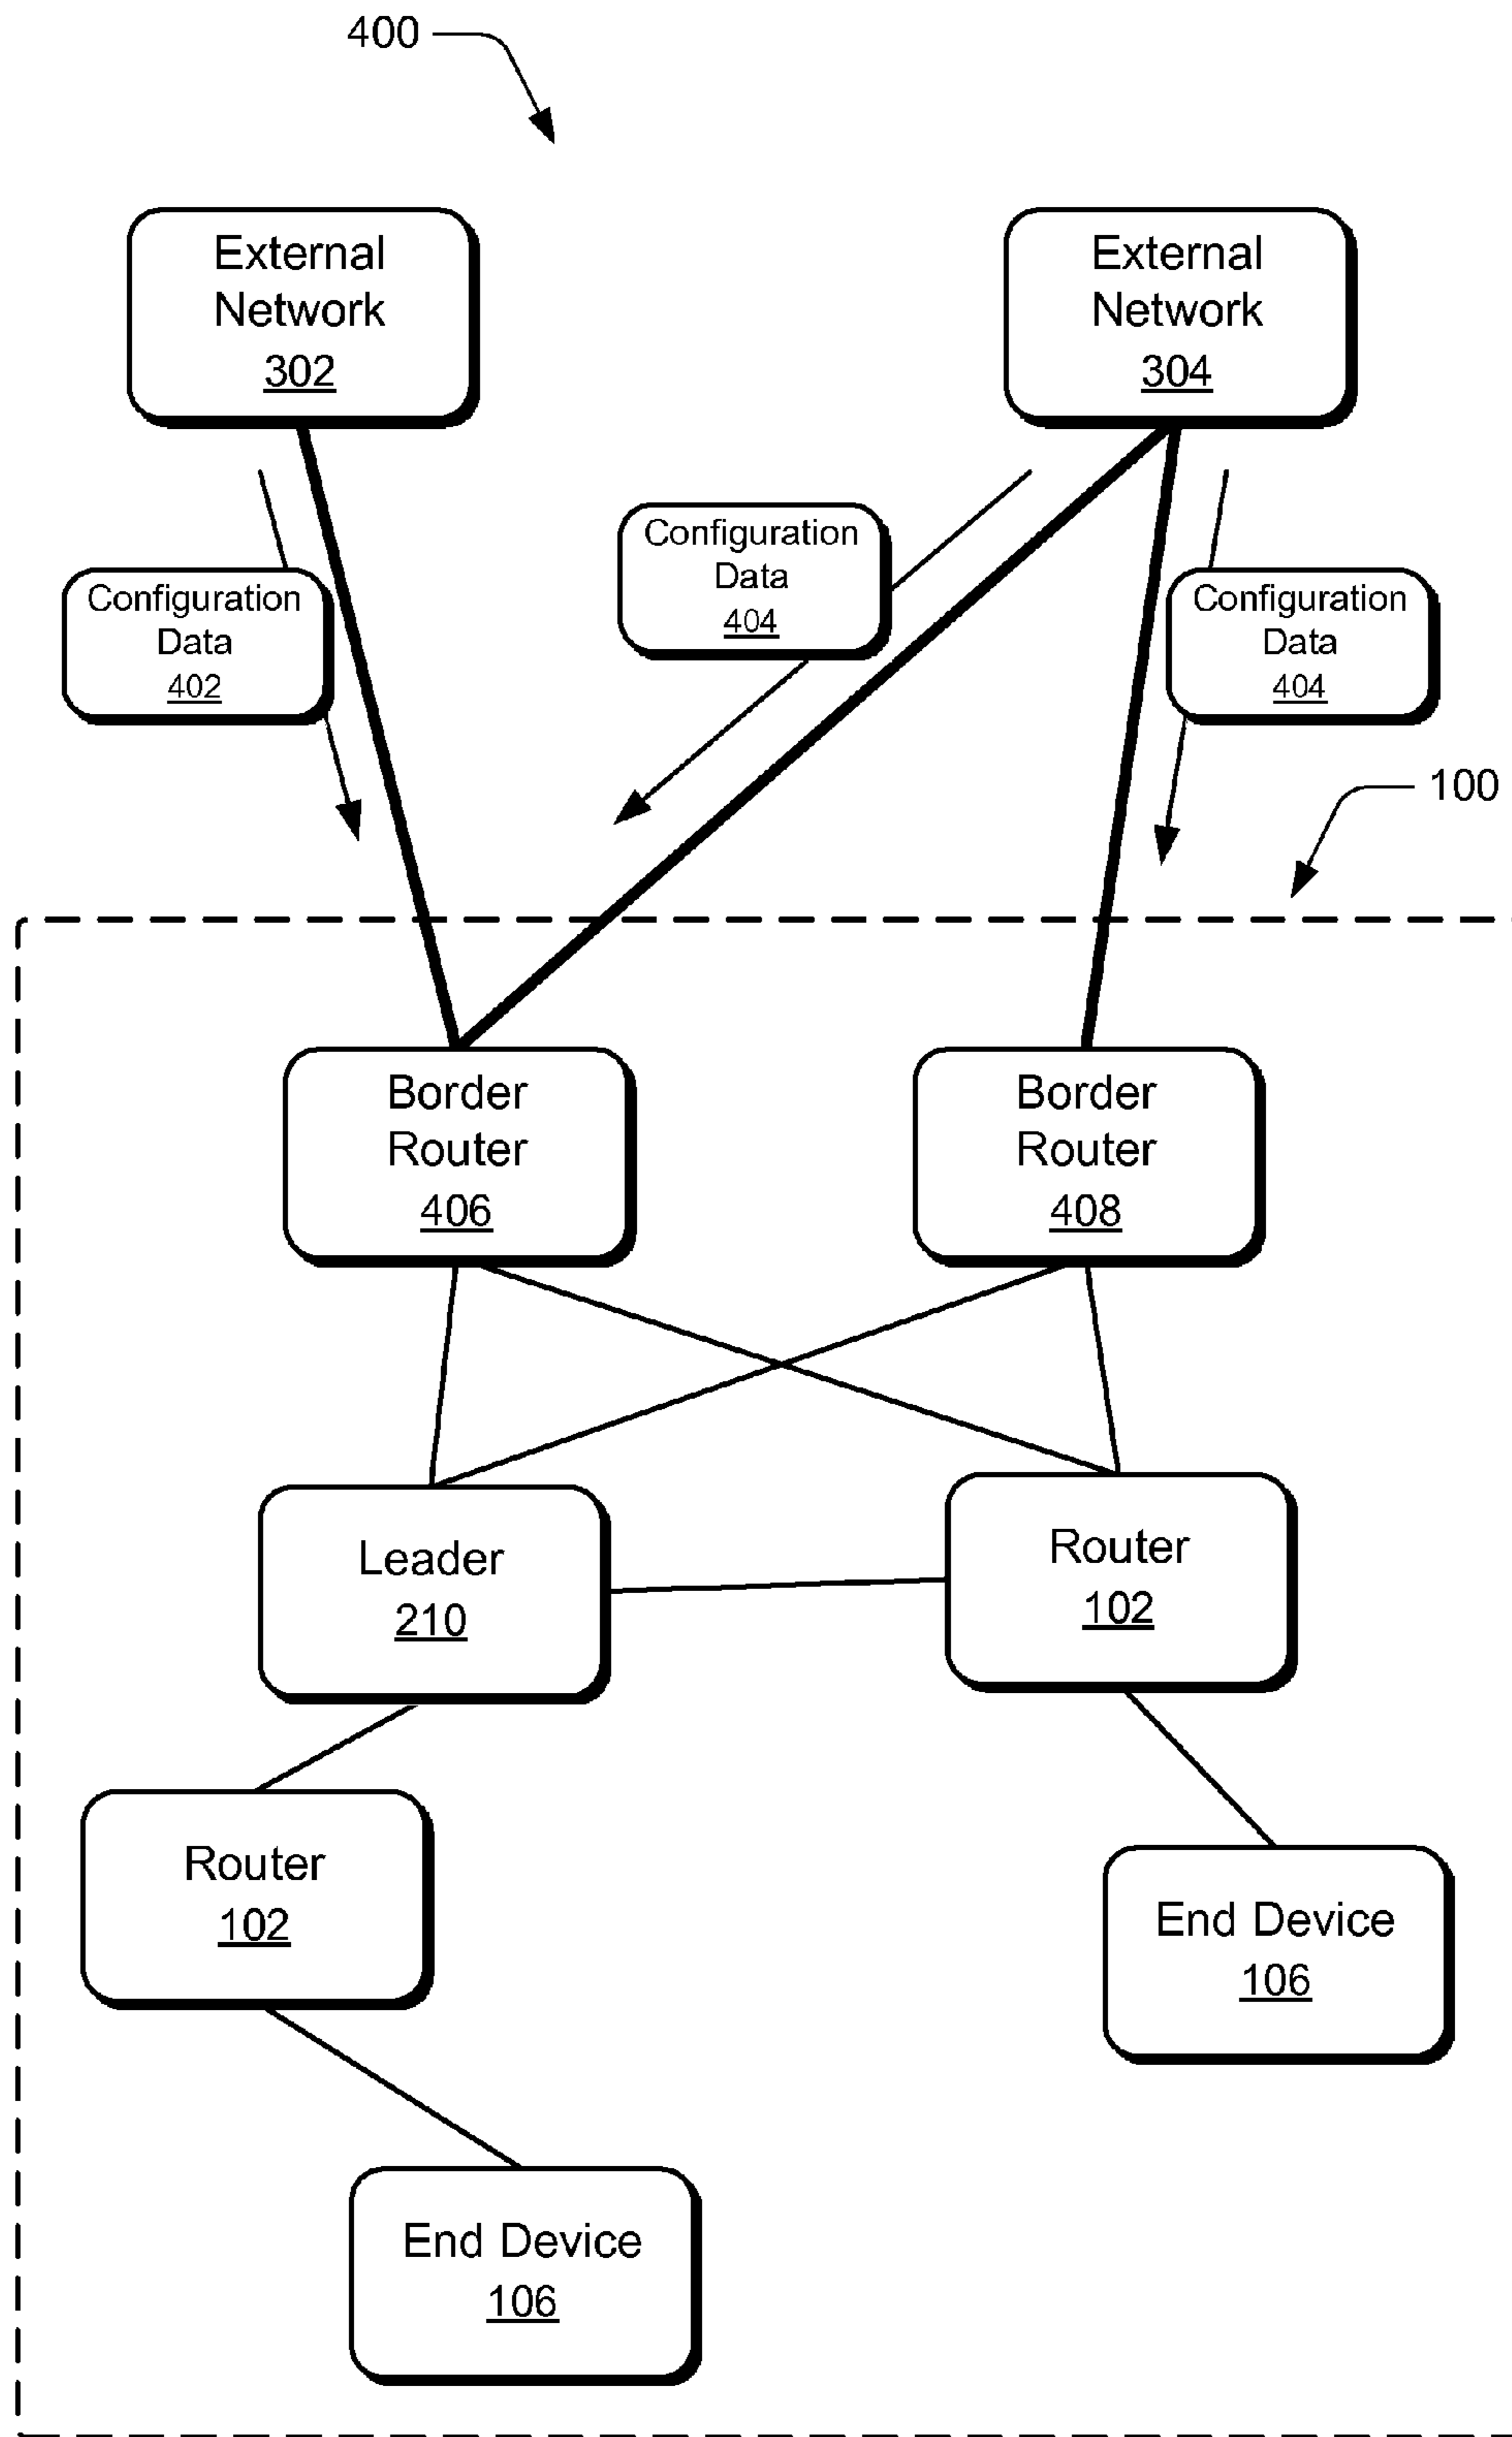 400
External
Network
302
External
Network
304
Configuration
Data
404
Configuration
Data
402
Configuration
Data
404
100
Border
Router
406
Border
Router
408
Leader
210
Router
102
Router
102
End Device
106
End Device
106